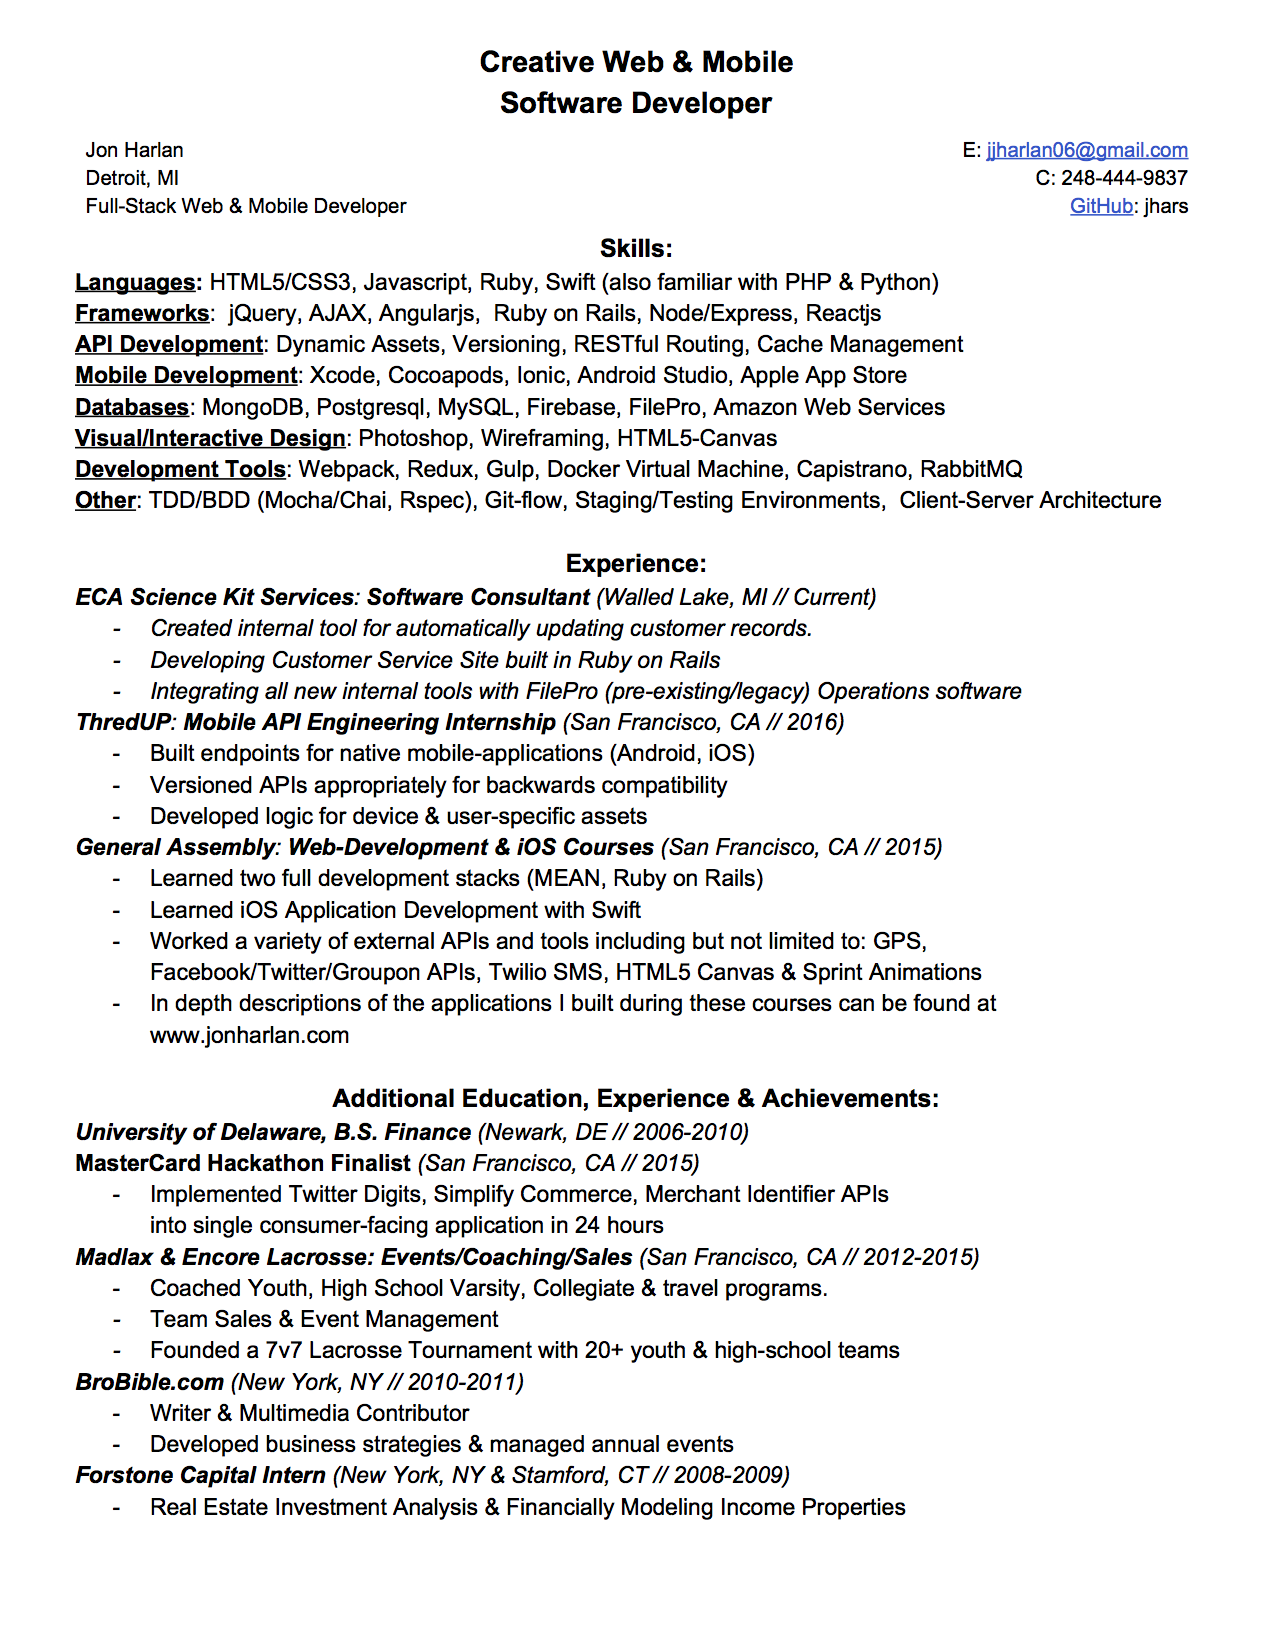 Creative Web & Mobile
Software Developer
Jon Harlan
E: jjharlan06@gmail.com
Detroit, MI
C: 248-444-9837
Full-Stack Web & Mobile Developer
GitHub: jhars
Skills:
Languages: HTML5/CSS3, Javascript, Ruby, Swift (also familiar with PHP & Python)
Frameworks: jQuery, AJAX, Angularjs, Ruby on Rails, Node/Express, Reactjs
API Development: Dynamic Assets, Versioning, RESTful Routing, Cache Management
Mobile Development: Xcode, Cocoapods, Ionic, Android Studio, Apple App Store
Databases: MongoDB, Postgresql, MySQL, Firebase, FilePro, Amazon Web Services
Visual/Interactive Design: Photoshop, Wireframing, HTML5-Canvas
Development Tools: Webpack, Redux, Gulp, Docker Virtual Machine, Capistrano, RabbitMQ
Other: TDD/BDD (Mocha/Chai, Rspec), Git-flow, Staging/Testing Environments, Client-Server Architecture
Experience:
ECA Science Kit Services: Software Consultant (Walled Lake, MI // Current)
- Created internal tool for automatically updating customer records.
- Developing Customer Service Site built in Ruby on Rails
- Integrating all new internal tools with FilePro (pre-existing/legacy) Operations software
ThredUP: Mobile API Engineering Internship (San Francisco, CA // 2016)
- Built endpoints for native mobile-applications (Android, iOS)
- Versioned APIs appropriately for backwards compatibility
- Developed logic for device & user-specific assets
General Assembly: Web-Development & iOS Courses (San Francisco, CA // 2015)
- Learned two full development stacks (MEAN, Ruby on Rails)
- Learned iOS Application Development with Swift
- Worked a variety of external APIs and tools including but not limited to: GPS,
Facebook/Twitter/Groupon APIs, Twilio SMS, HTML5 Canvas & Sprint Animations
- In depth descriptions of the applications I built during these courses can be found at
www.jonharlan.com
Additional Education, Experience & Achievements:
University of Delaware, B.S. Finance (Newark, DE // 2006-2010)
MasterCard Hackathon Finalist (San Francisco, CA // 2015)
- Implemented Twitter Digits, Simplify Commerce, Merchant Identifier APIs
into single consumer-facing application in 24 hours
Madlax & Encore Lacrosse: Events/Coaching/Sales (San Francisco, CA // 2012-2015)
- Coached Youth, High School Varsity, Collegiate & travel programs.
- Team Sales & Event Management
- Founded a 7v7 Lacrosse Tournament with 20+ youth & high-school teams
BroBible.com (New York, NY // 2010-2011)
- Writer & Multimedia Contributor
- Developed business strategies & managed annual events
Forstone Capital Intern (New York, NY & Stamford, CT // 2008-2009)
- Real Estate Investment Analysis & Financially Modeling Income Properties